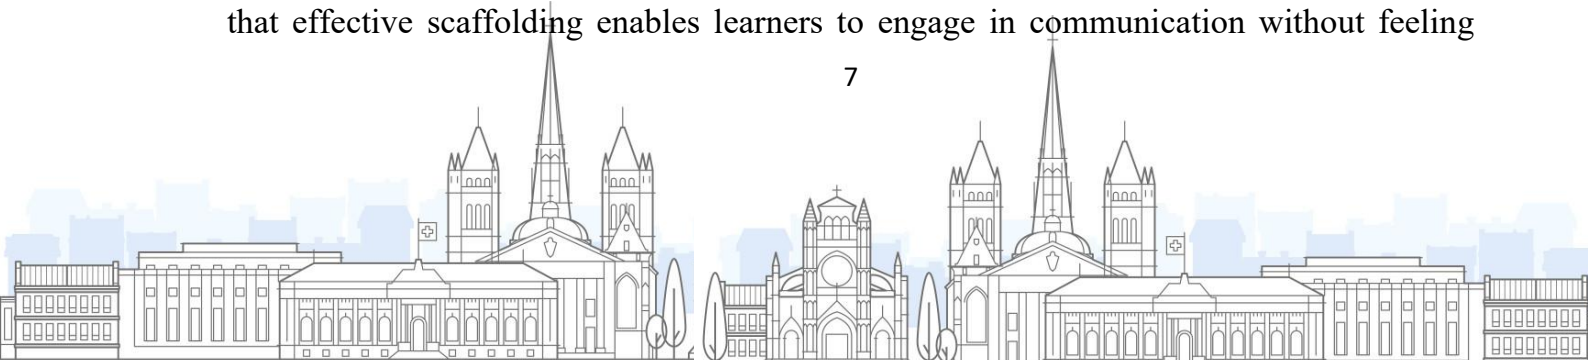 that effective scaffolding enables learners to engage in communication without feeling
7